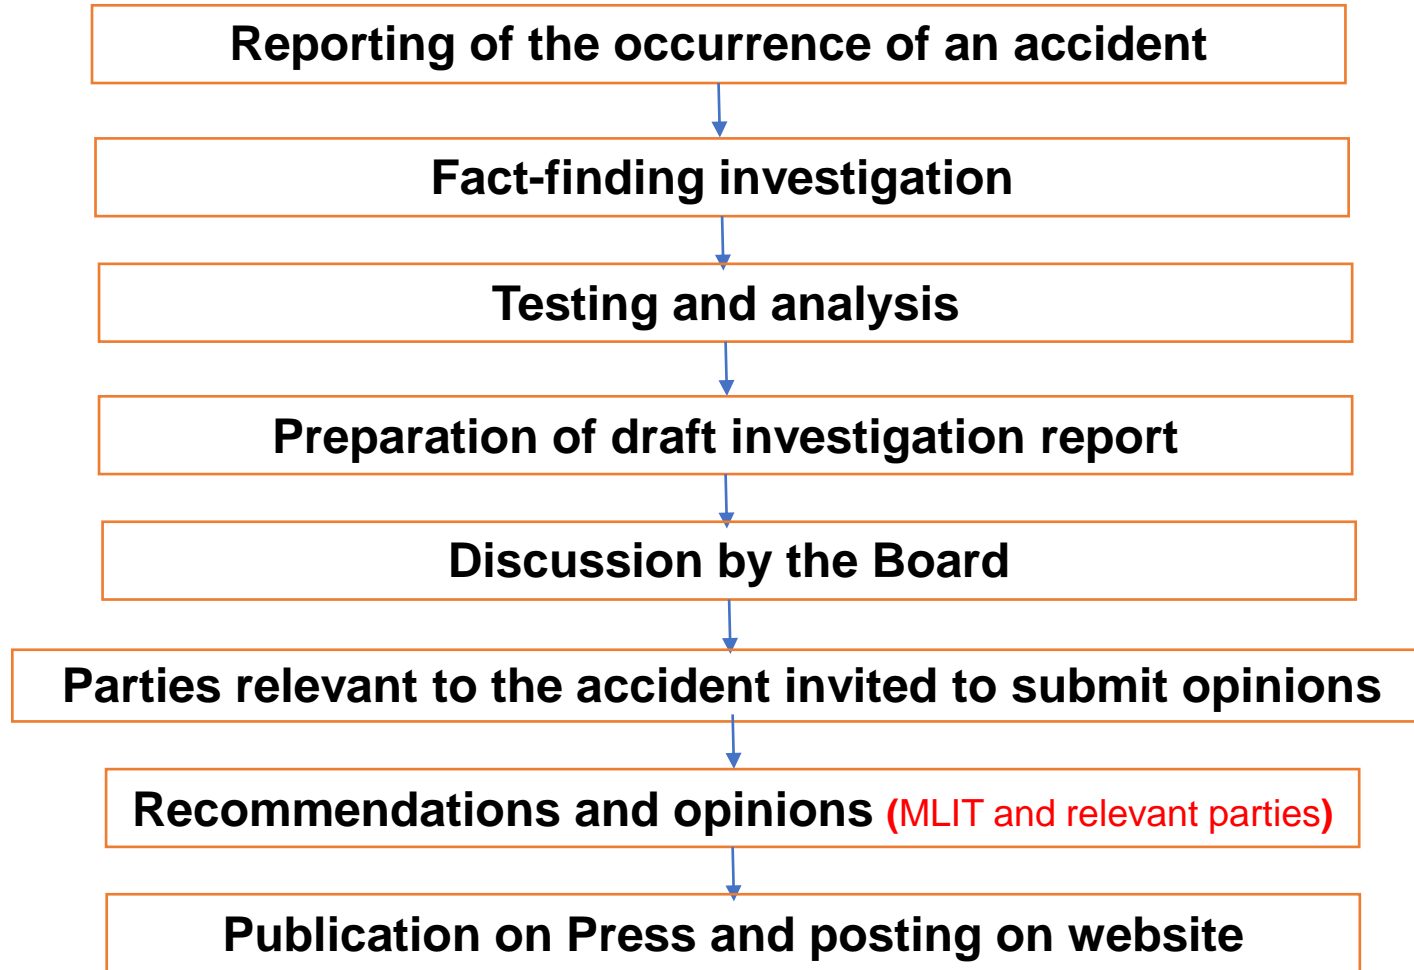 Reporting of the occurrence of an accident
Fact-finding investigation
Testing and analysis
Preparation of draft investigation report
Discussion by the Board
Parties relevant to the accident invited to submit opinions
Recommendations and opinions (MLIT and relevant parties)
Publication on Press and posting on website